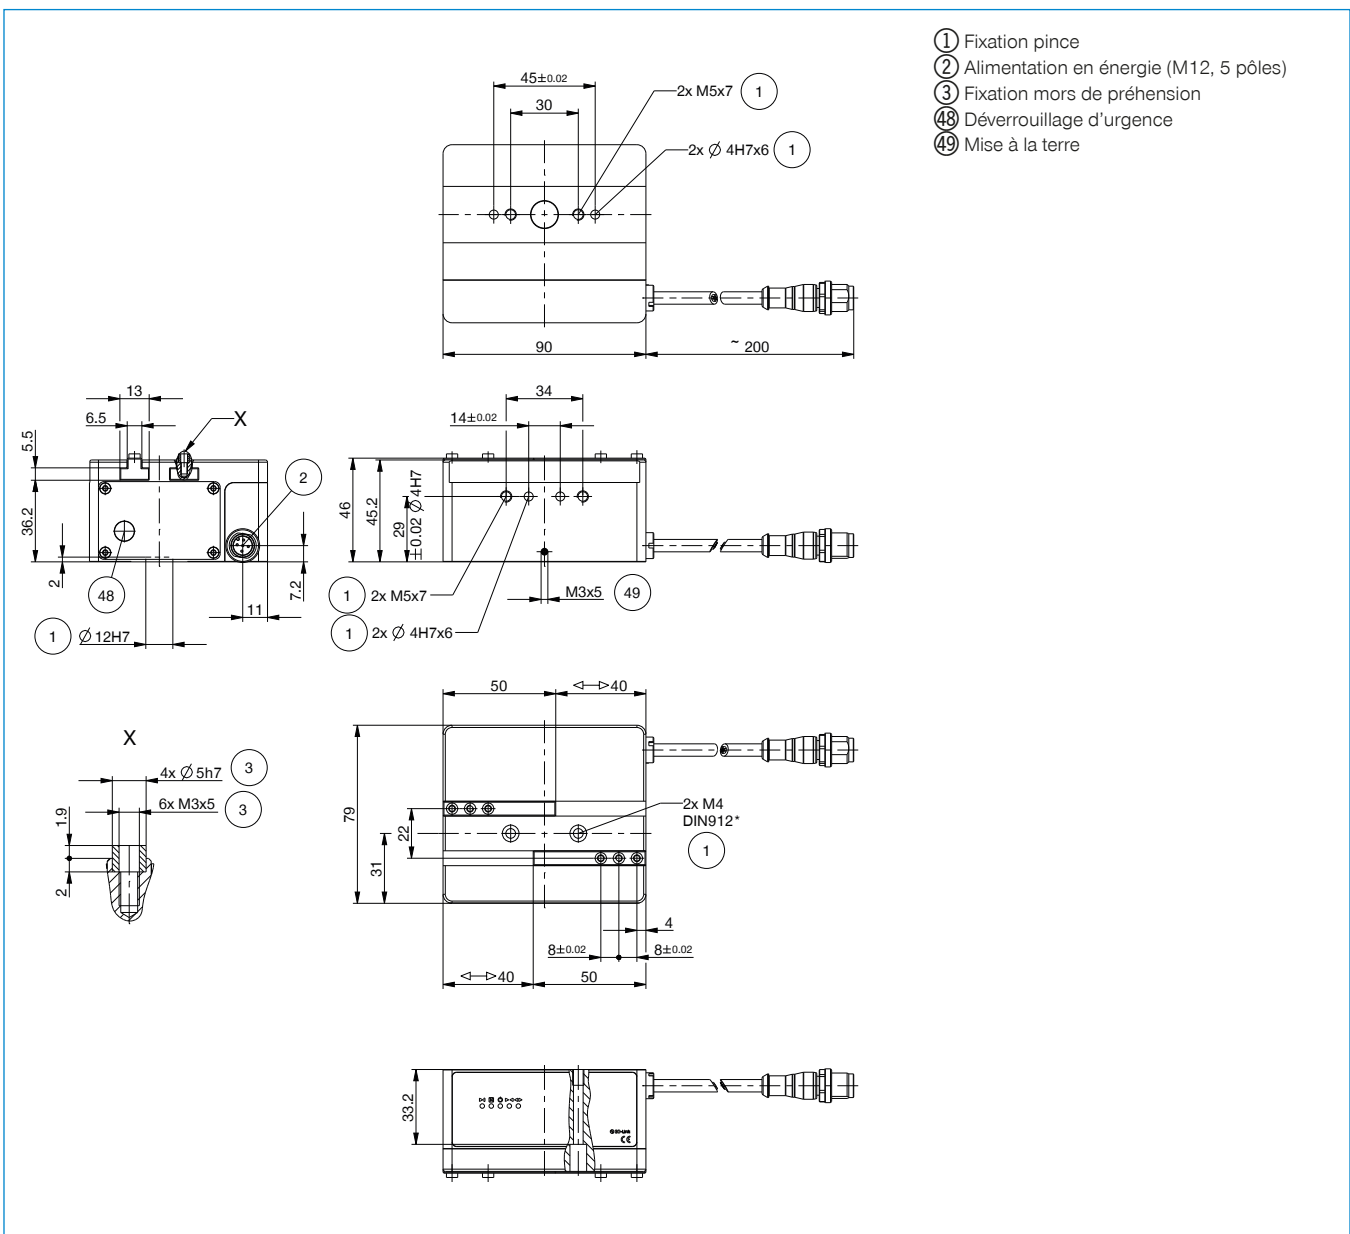 ① Fixation pince
② Alimentation en énergie (M12, 5 pôles)
③ Fixation mors de préhension
㊽ Déverrouillage d'urgence
㊾ Mise à la terre
45±0.02
30
2x M5x7 1
2x Ø 4H7x6 1
90
~ 200
13
6.5
X
5.5
36.2
2
2
48
7.2
11
1 Ø 12H7
34
14±0.02
46
45.2
29
±0.02 Ø 4H7
1 2x M5x7
M3x5 49
1 2x Ø 4H7x6
X
4x Ø 5h7 3
6x M3x5 3
1.9
2
50
40
79
22
31
2x M4
DIN912*
1
4
8±0.02
8±0.02
40
50
33.2
IO-Link
CE